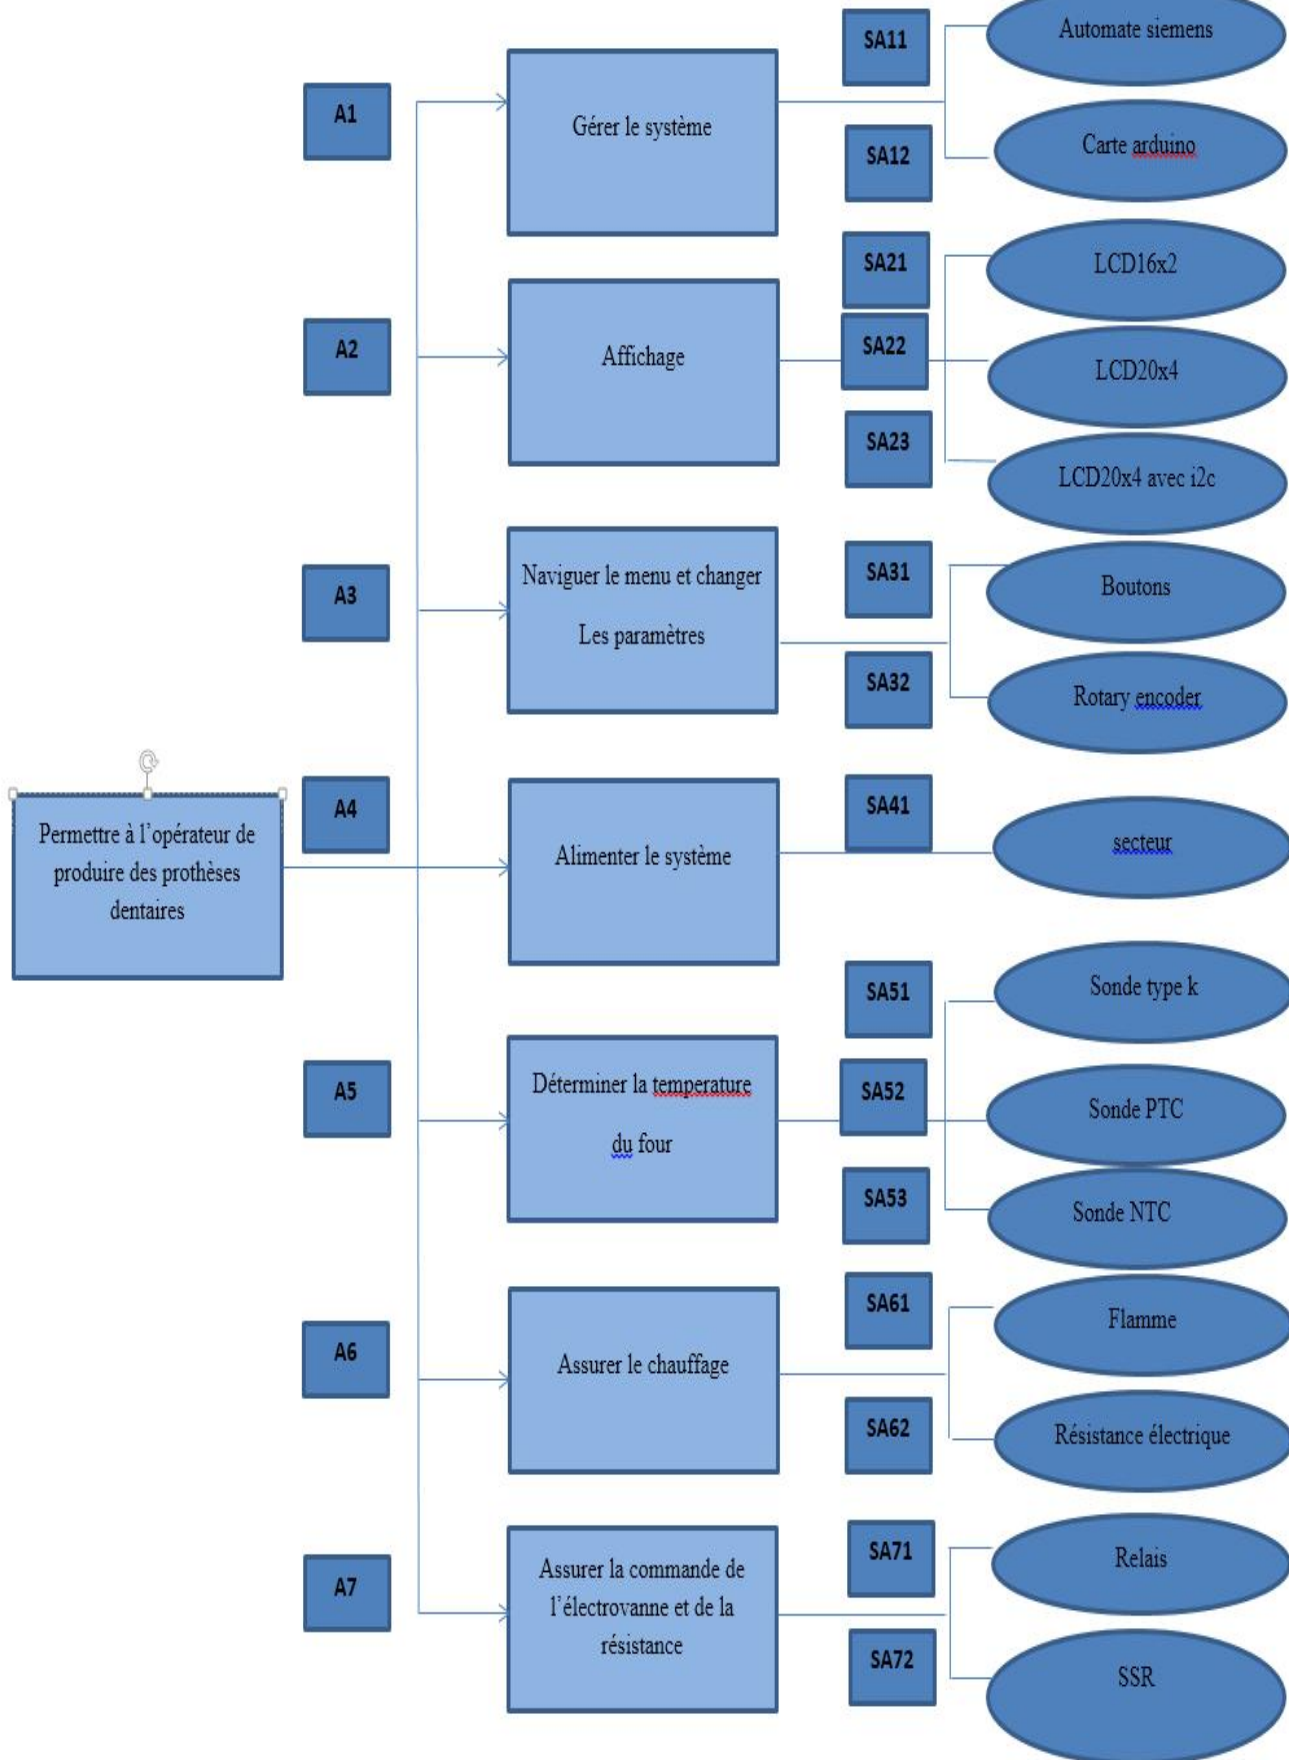 SA11
Automate siemens
A1
Gérer le système
SA12
Carte arduino
SA21
LCD16x2
A2
Affichage
SA22
LCD20x4
SA23
LCD20x4 avec i2c
A3
Naviguer le menu et changer
Les paramètres
SA31
Boutons
SA32
Rotary encoder
Permettre à l’opérateur de
produire des prothèses
dentaires
A4
Alimenter le système
SA41
secteur
A5
Déterminer la temperature
du four
SA51
Sonde type k
SA52
Sonde PTC
SA53
Sonde NTC
A6
Assurer le chauffage
SA61
Flamme
SA62
Résistance électrique
A7
Assurer la commande de
l’électrovanne et de la
résistance
SA71
Relais
SA72
SSR